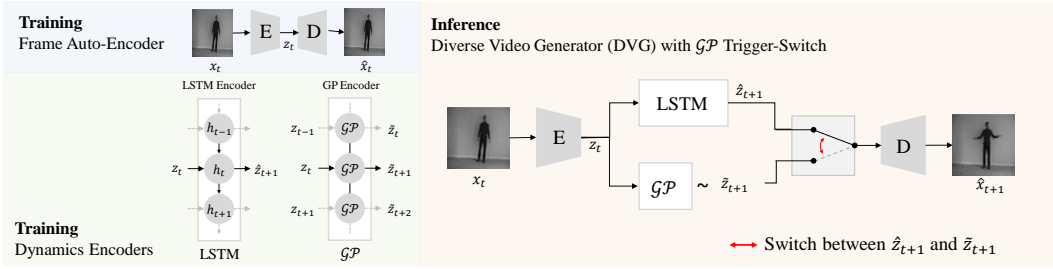 Training
Frame Auto-Encoder
E
D
z_t
x_t
x̂_t
LSTM Encoder
GP Encoder
h_{t-1}
z_{t-1}
𝒢𝒫
z̃_t
z_t
h_t
ẑ_{t+1}
z_t
𝒢𝒫
z̃_{t+1}
h_{t+1}
z_{t+1}
𝒢𝒫
z̃_{t+2}
Training
Dynamics Encoders
LSTM
𝒢𝒫
Inference
Diverse Video Generator (DVG) with 𝒢𝒫 Trigger-Switch
x_t
E
z_t
LSTM
ẑ_{t+1}
𝒢𝒫 ~ z̃_{t+1}
D
x̂_{t+1}
Switch between ẑ_{t+1} and z̃_{t+1}